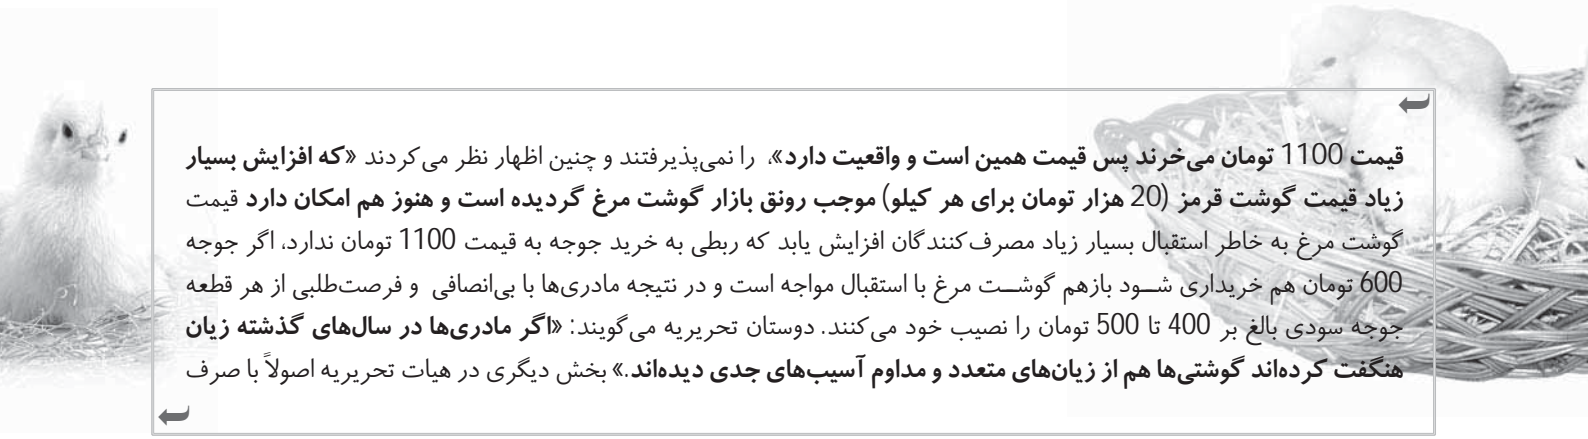 قیمت 1100 تومان می‌خرند پس قیمت همین است و واقعیت دارد»، را نمی‌پذیرفتند و چنین اظهار نظر می‌کردند «که افزایش بسیار
زیاد قیمت گوشت قرمز (20 هزار تومان برای هر کیلو) موجب رونق بازار گوشت مرغ گردیده است و هنوز هم امکان دارد قیمت
گوشت مرغ به خاطر استقبال بسیار زیاد مصرف‌کنندگان افزایش یابد که ربطی به خرید جوجه به قیمت 1100 تومان ندارد، اگر جوجه
600 تومان هم خریداری شــود بازهم گوشــت مرغ با استقبال مواجه است و در نتیجه مادری‌ها با بی‌انصافی و فرصت‌طلبی از هر قطعه
جوجه سودی بالغ بر 400 تا 500 تومان را نصیب خود می‌کنند. دوستان تحریریه می‌گویند: «اگر مادری‌ها در سال‌های گذشته زیان
هنگفت کرده‌اند گوشتی‌ها هم از زیان‌های متعدد و مداوم آسیب‌های جدی دیده‌اند.» بخش دیگری در هیات تحریریه اصولاً با صرف